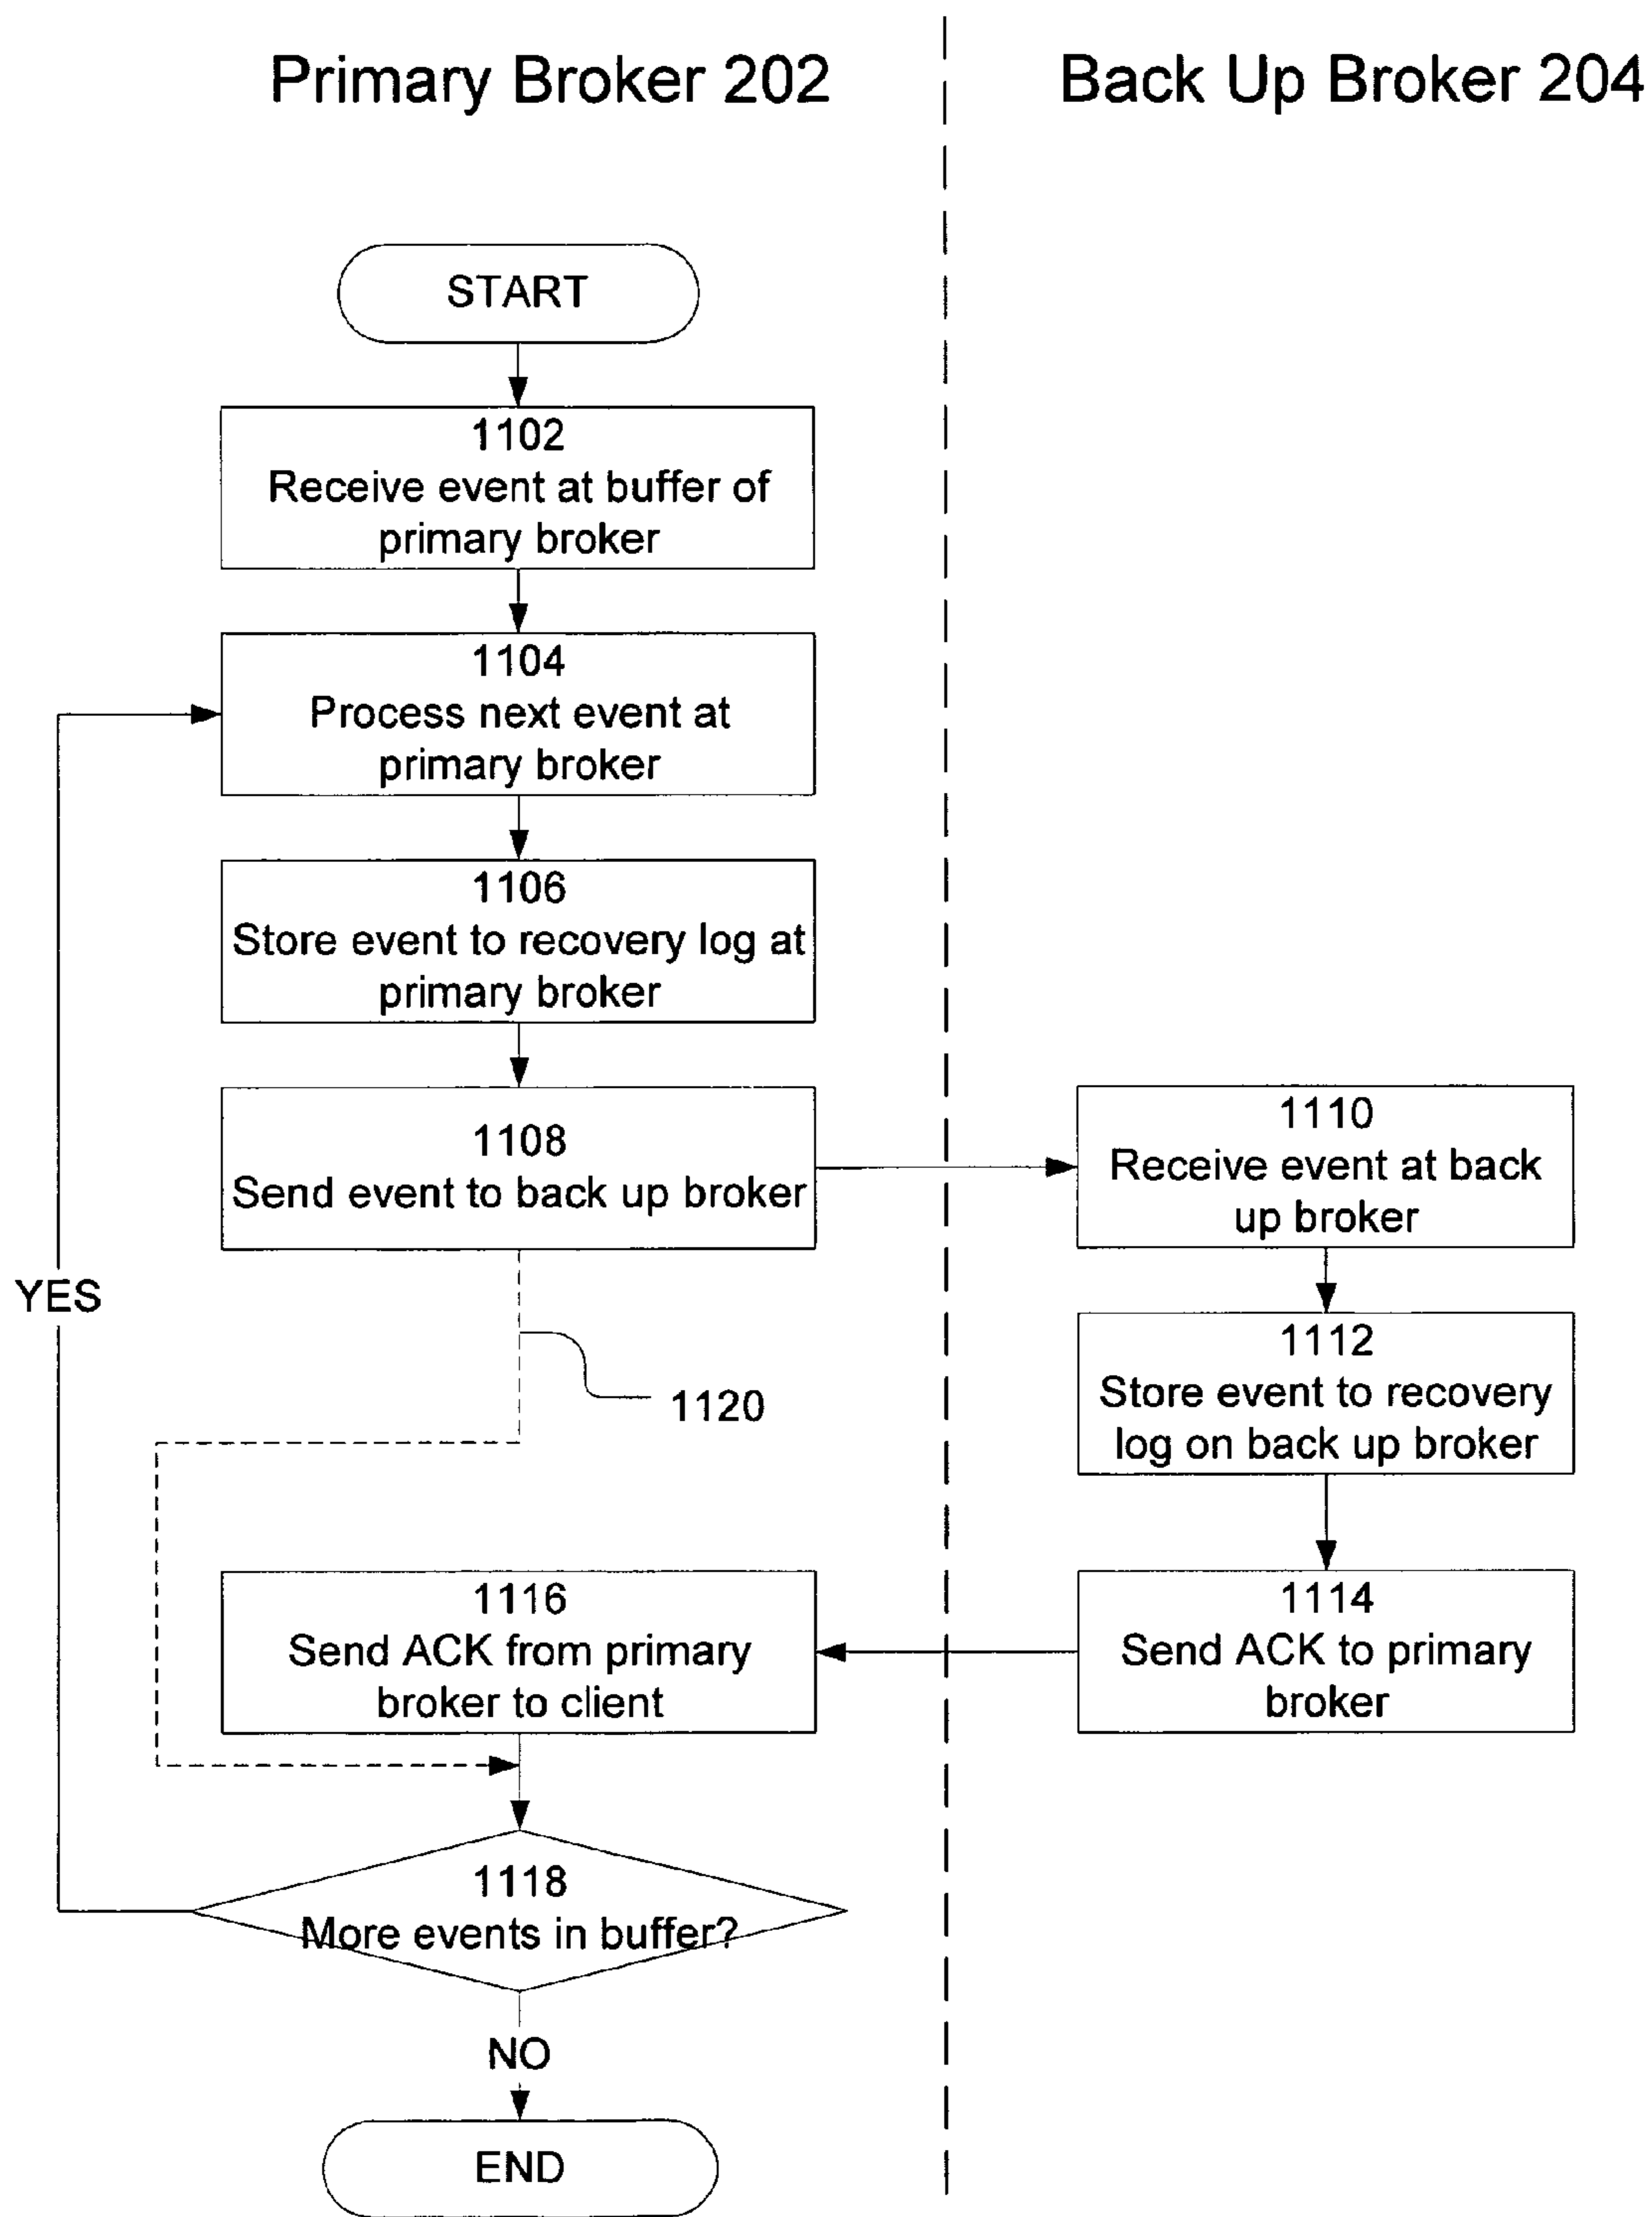 Primary Broker 202
Back Up Broker 204
START
1102
Receive event at buffer of
primary broker
1104
Process next event at
primary broker
1106
Store event to recovery log at
primary broker
1108
Send event to back up broker
1110
Receive event at back
up broker
YES
1112
Store event to recovery
log on back up broker
1120
1116
Send ACK from primary
broker to client
1114
Send ACK to primary
broker
1118
More events in buffer?
NO
END